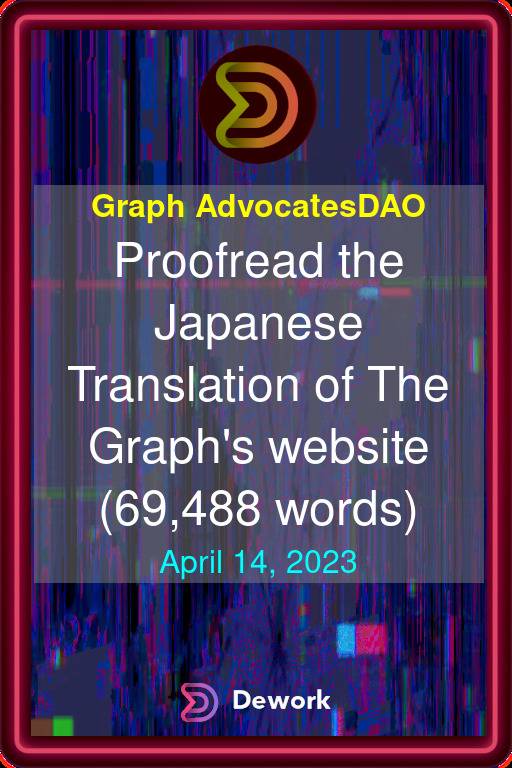 Graph AdvocatesDAO
Proofread the
Japanese
Translation of The
Graph's website
(69,488 words)
April 14, 2023
Dework